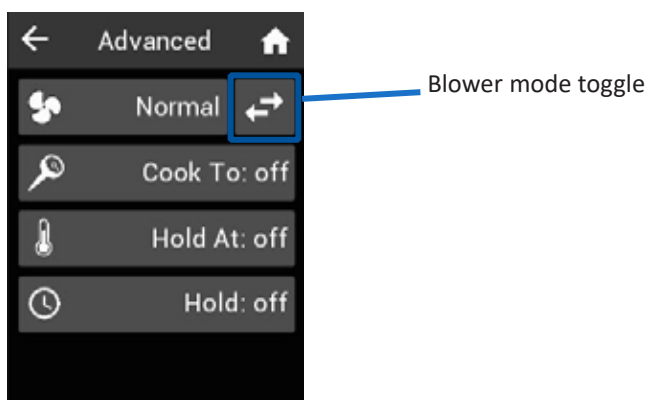 Advanced
Normal
Blower mode toggle
Cook To: off
Hold At: off
Hold: off